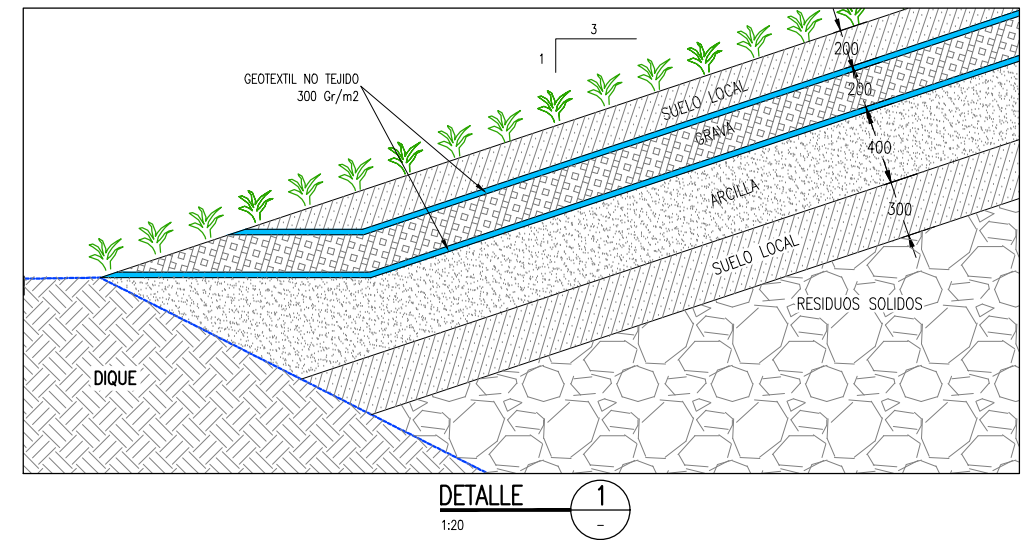 3
1
GEOTEXTIL NO TEJIDO
300 Gr/m2
200
200
400
300
SUELO LOCAL
GRAVA
ARCILLA
SUELO LOCAL
RESIDUOS SOLIDOS
DIQUE
DETALLE
1:20
1
-